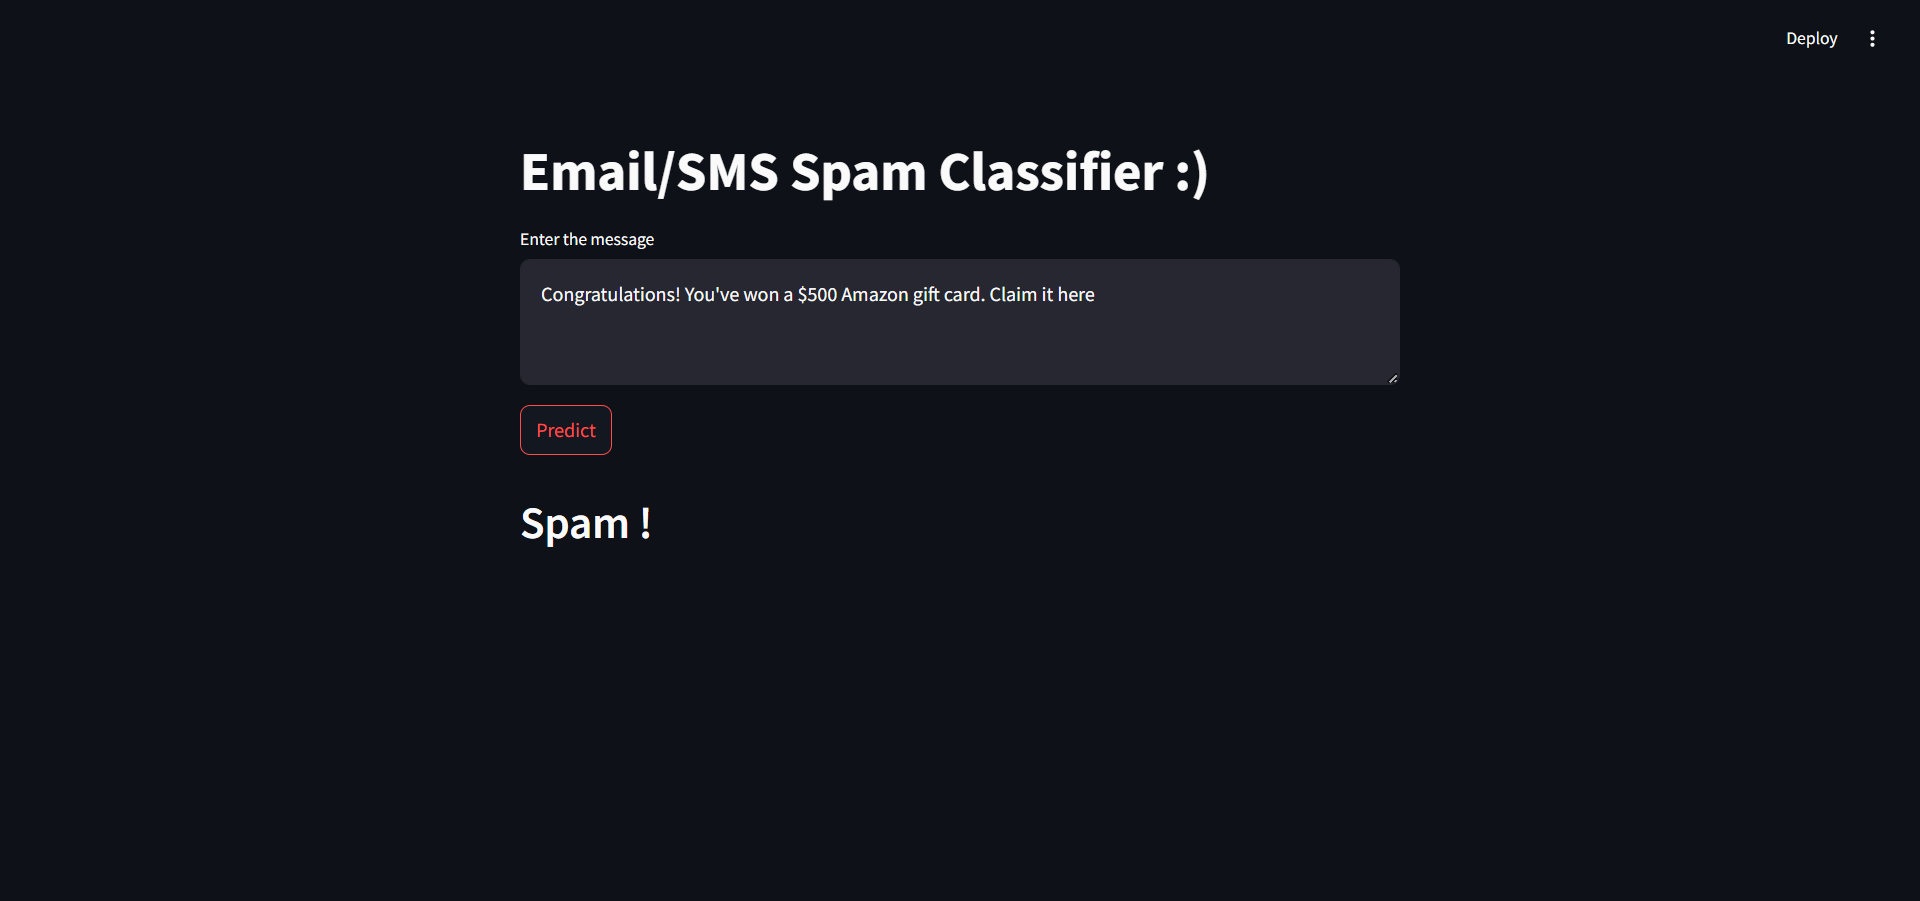 Deploy
Email/SMS Spam Classifier :)
Enter the message
Congratulations! You've won a $500 Amazon gift card. Claim it here
Predict
Spam !